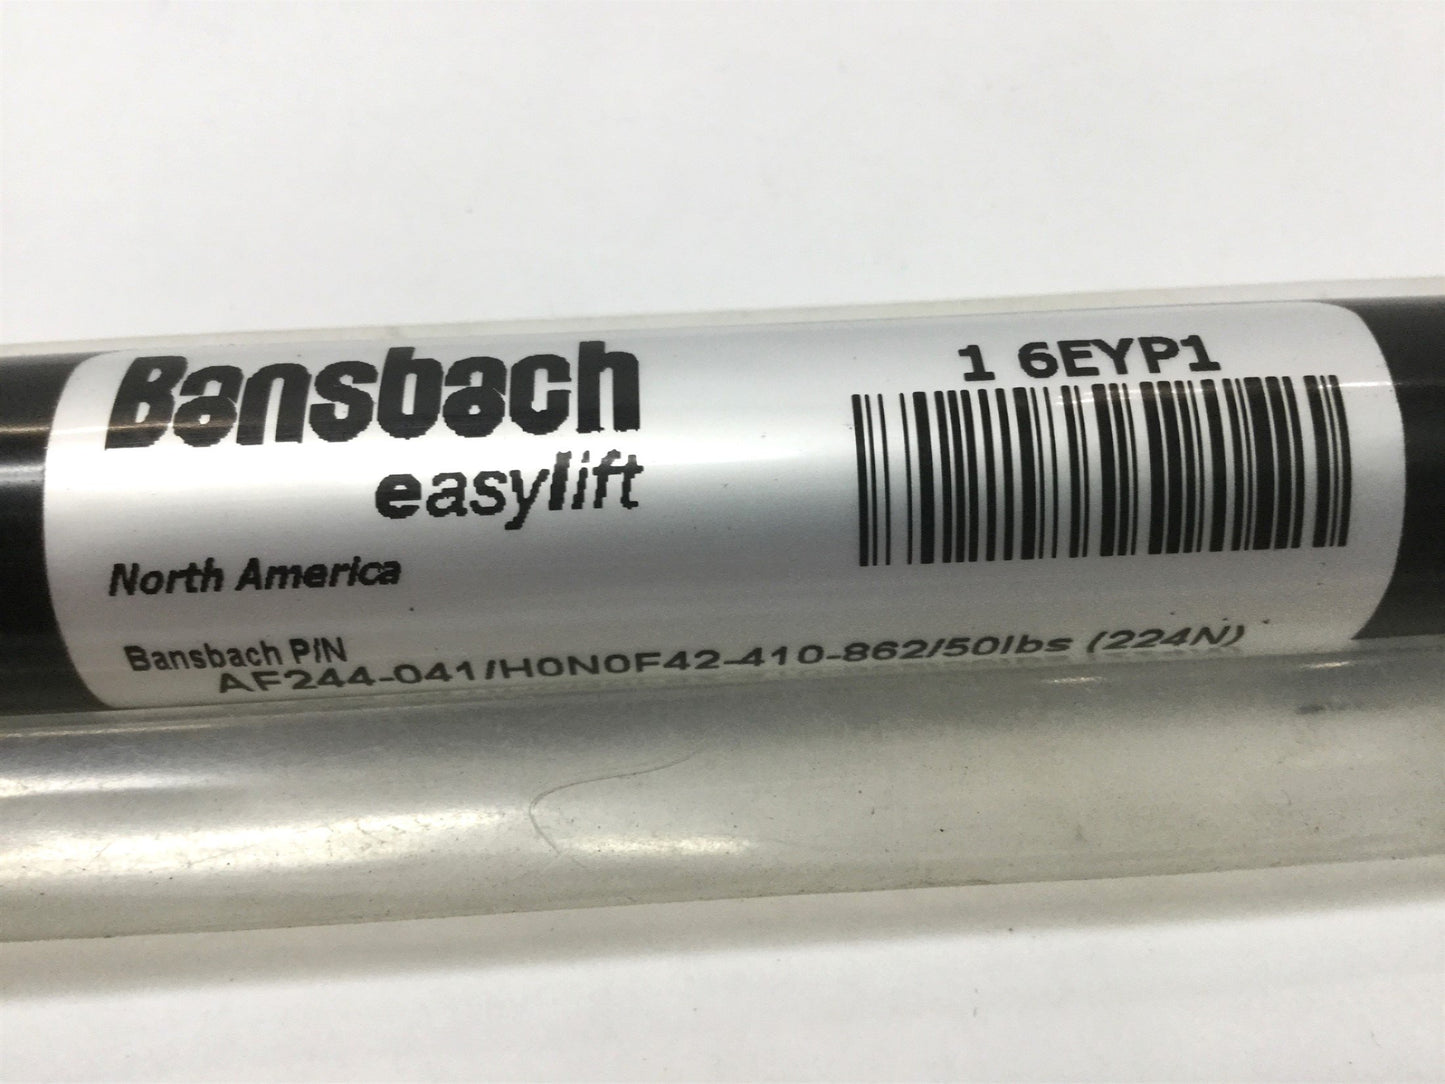 Bansbach
easylift
North America
1 6EYP1
Bansbach P/N
AF244-041/H0N0F42-410-862/50lbs (224N)